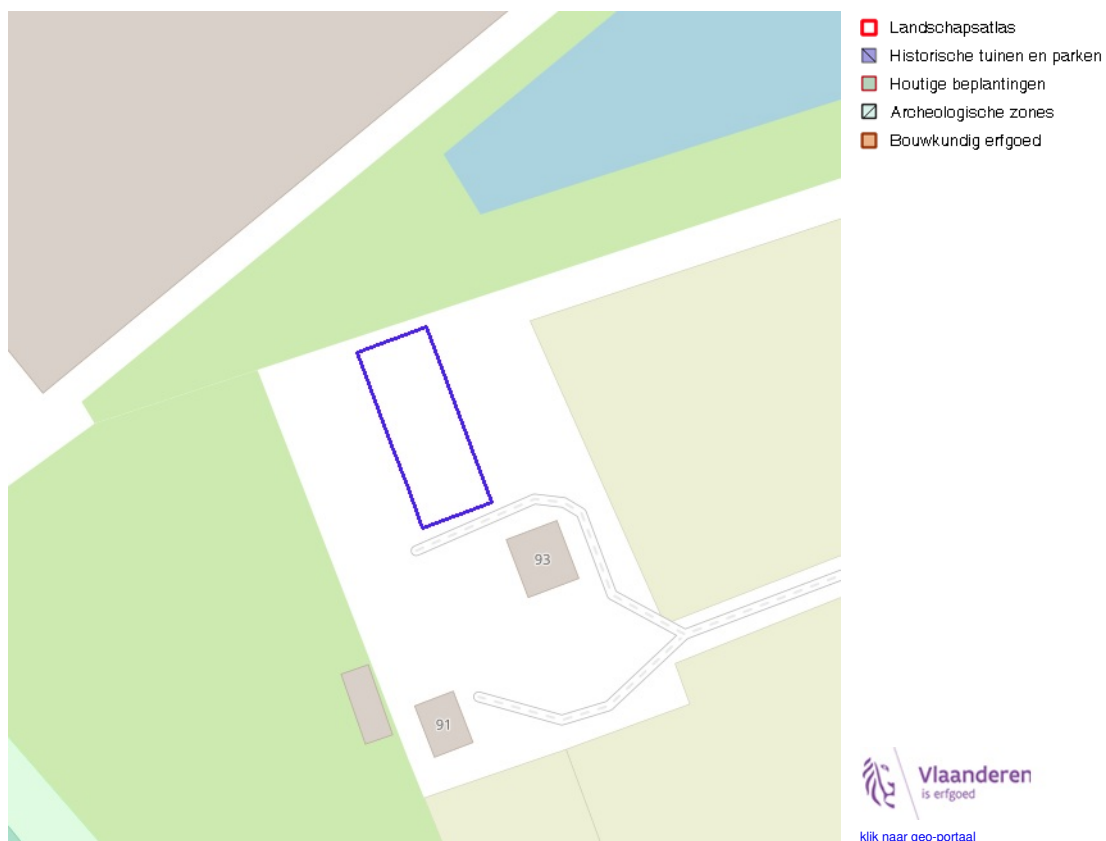 Landschapsatlas
Historische tuinen en parken
Houtige beplantingen
Archeologische zones
Bouwkundig erfgoed
93
91
Vlaanderen
is erfgoed
klik naar geo-portaal